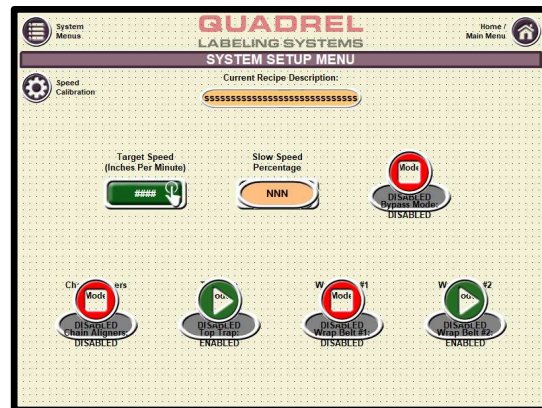 System
Menus
QUADREL
LABELING SYSTEMS
Home /
Main Menu
SYSTEM SETUP MENU
Speed
Calibration
Current Recipe Description:
Target Speed
(Inches Per Minute)
Slow Speed
Percentage
####
NNN
Mode
DISABLED
Bypass Mode:
DISABLED
#1
#2
Mode
Mode
DISABLED
Chain Aligners:
DISABLED
DISABLED
Top Trap:
ENABLED
DISABLED
Wrap Belt #1:
DISABLED
DISABLED
Wrap Belt #2:
ENABLED